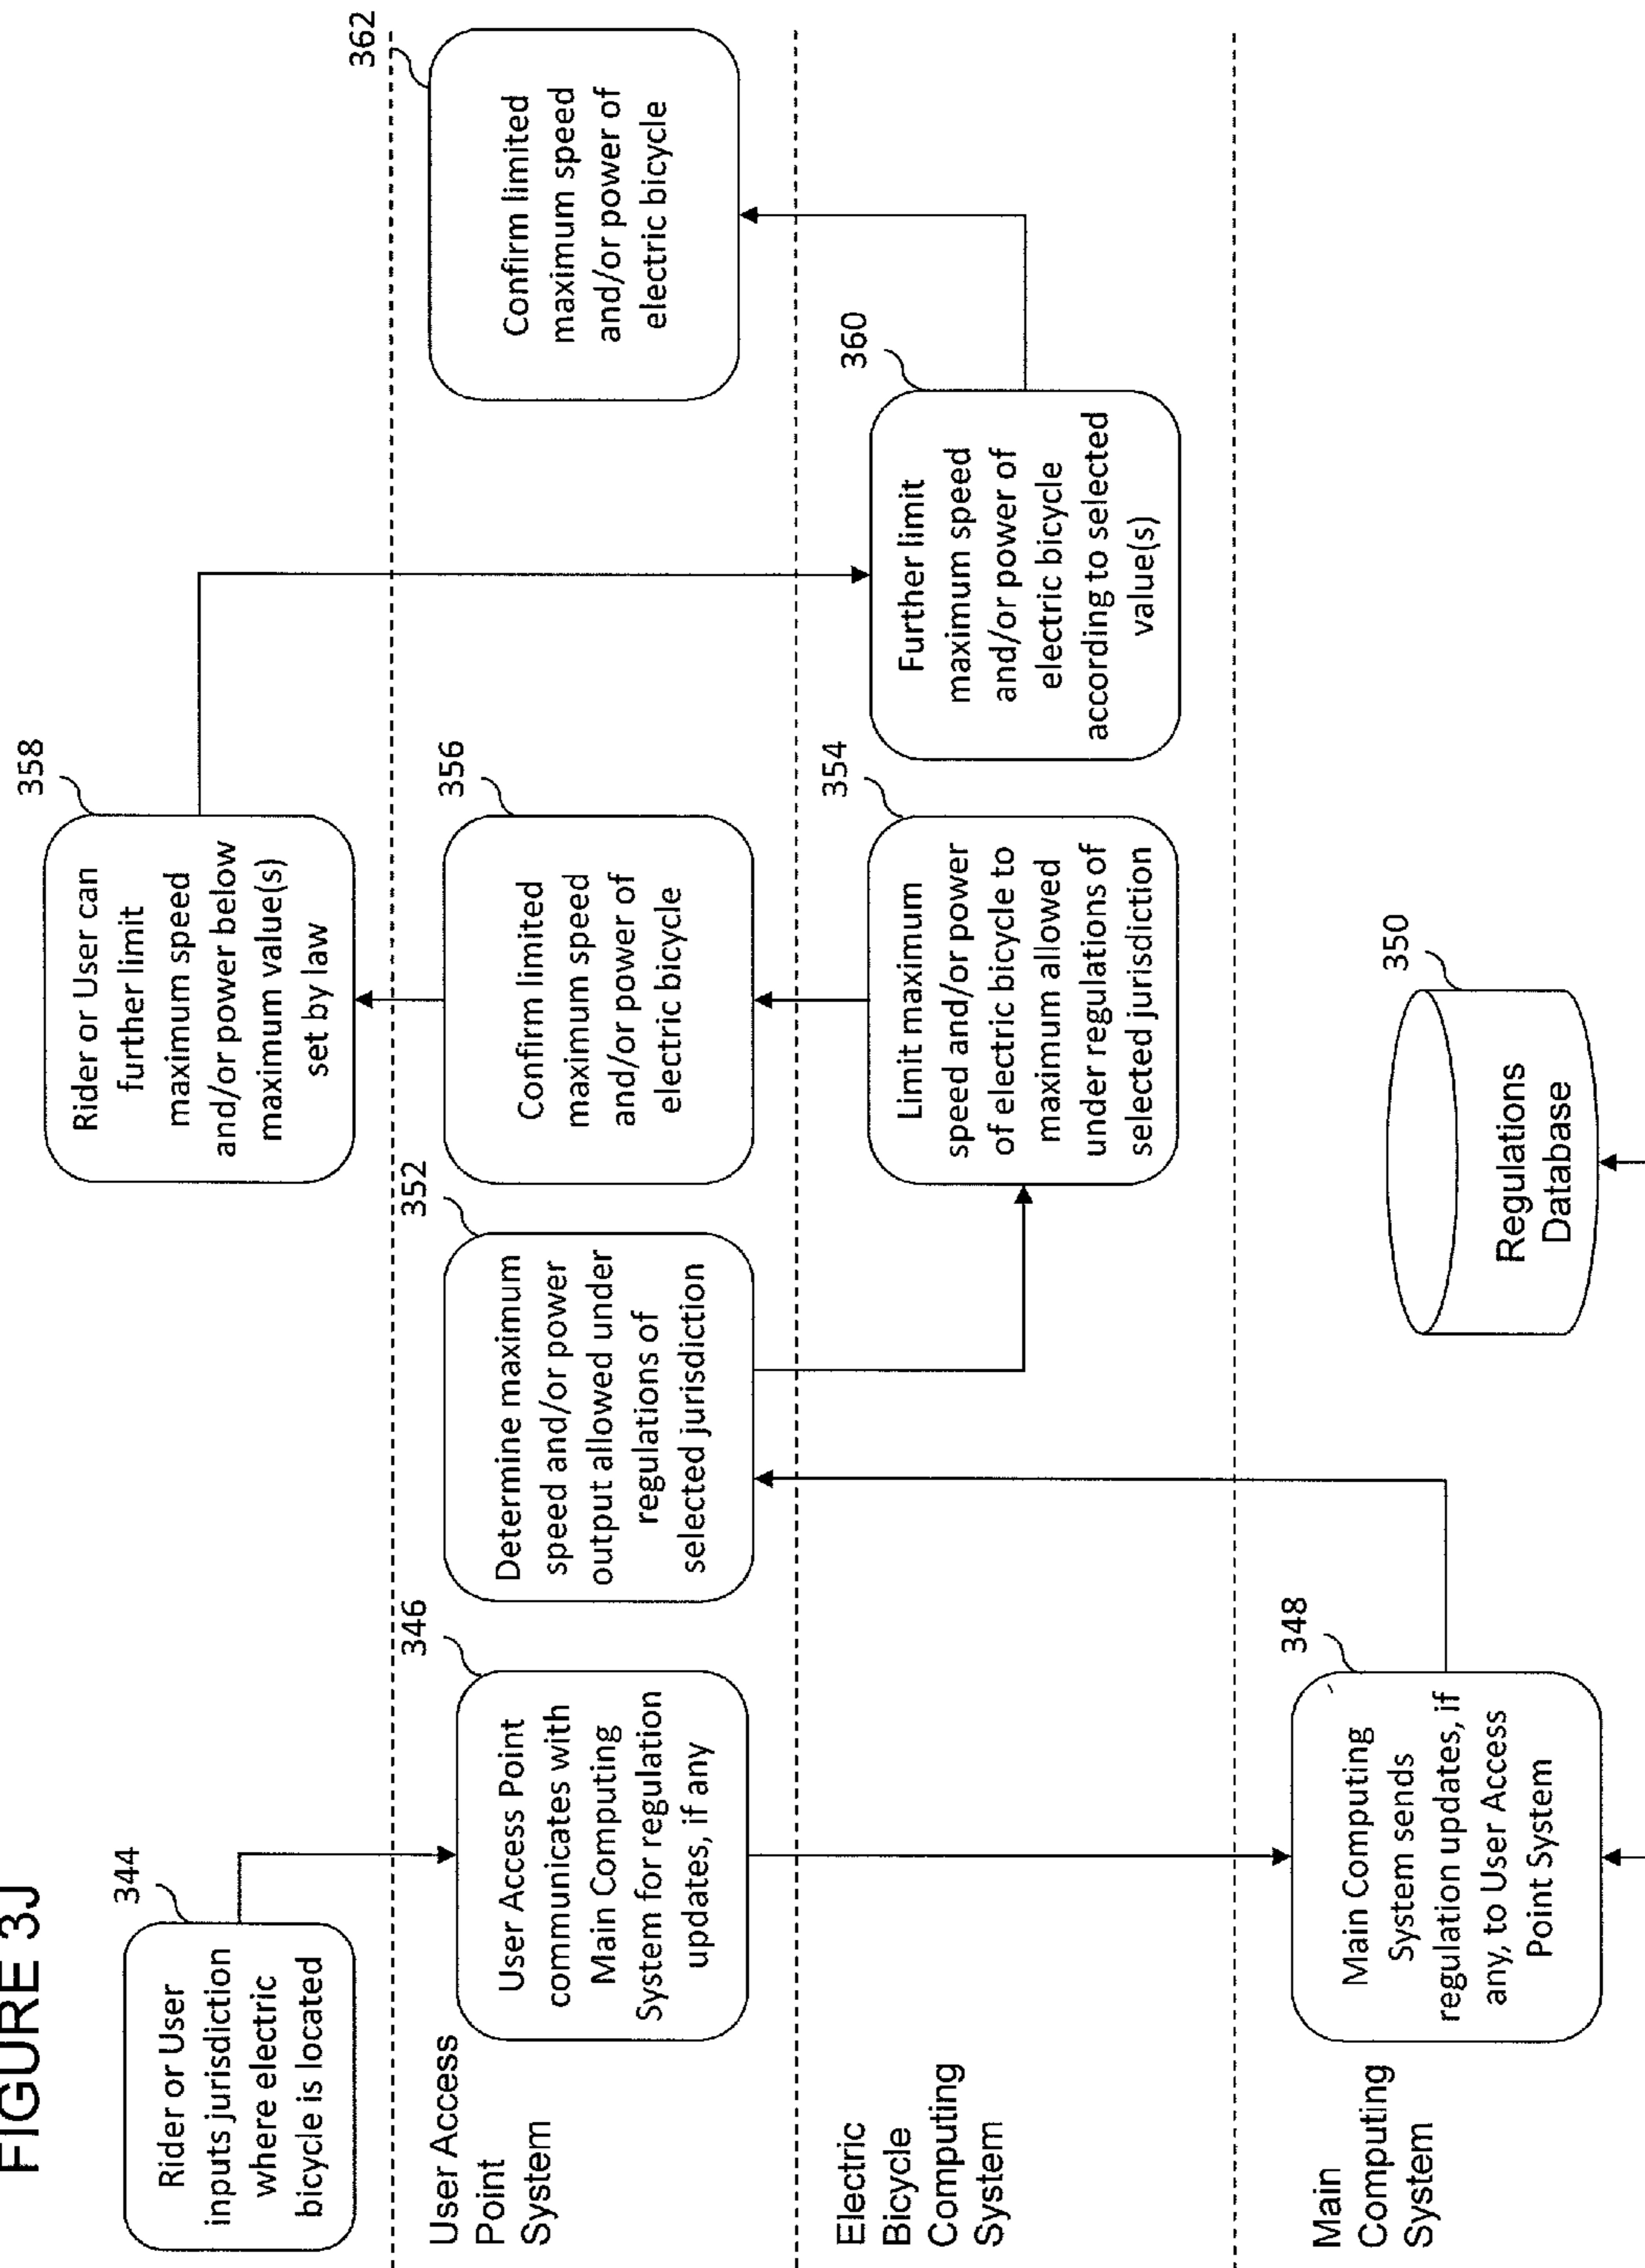 FIGURE 3J
344
Rider or User
inputs jurisdiction
where electric
bicycle is located
358
Rider or User can
further limit
maximum speed
and/or power below
maximum value(s)
set by law
User Access
Point
System
346
User Access Point
communicates with
Main Computing
System for regulation
updates, if any
352
Determine maximum
speed and/or power
output allowed under
regulations of
selected jurisdiction
356
Confirm limited
maximum speed
and/or power of
electric bicycle
362
Confirm limited
maximum speed
and/or power of
electric bicycle
Electric
Bicycle
Computing
System
354
Limit maximum
speed and/or power
of electric bicycle to
maximum allowed
under regulations of
selected jurisdiction
360
Further limit
maximum speed
and/or power of
electric bicycle
according to selected
value(s)
Main
Computing
System
348
Main Computing
System sends
regulation updates, if
any, to User Access
Point System
350
Regulations
Database